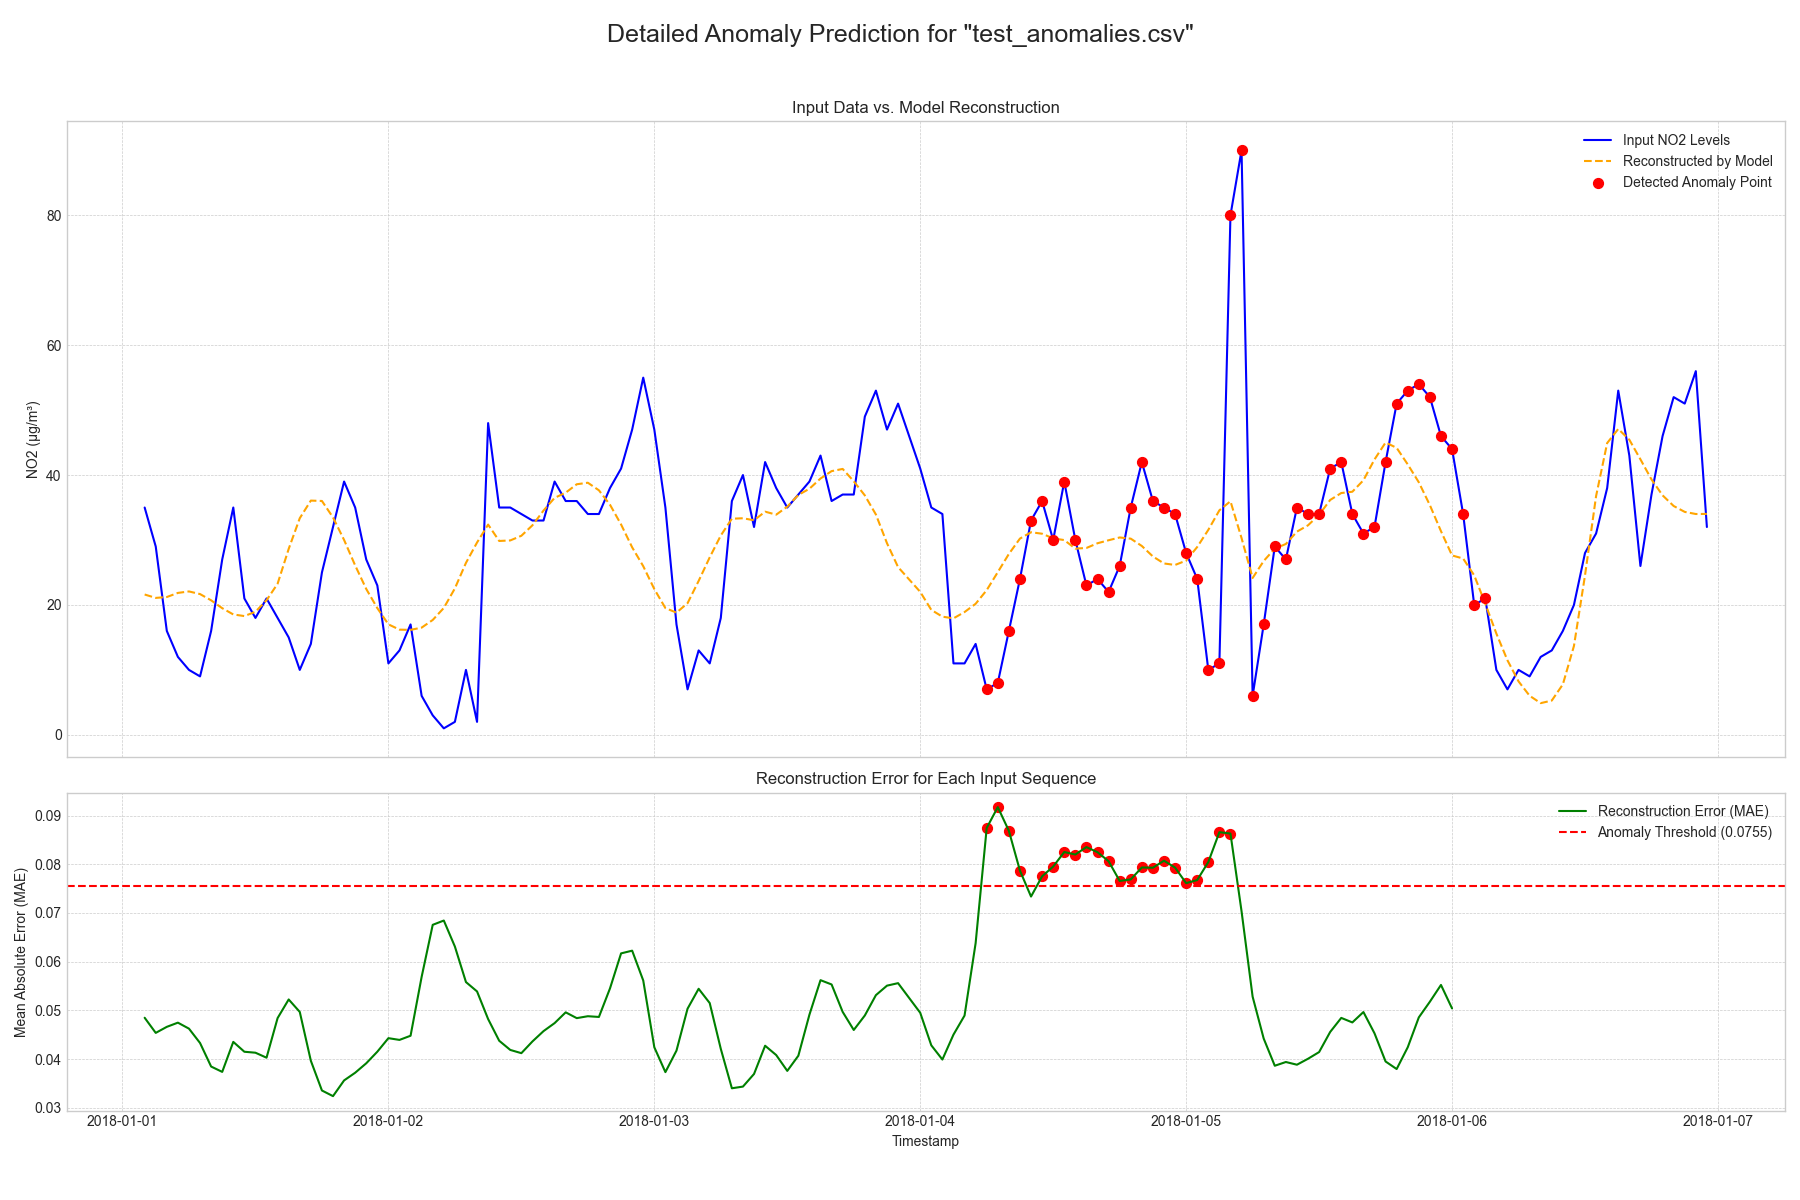 Detailed Anomaly Prediction for "test_anomalies.csv"
Input Data vs. Model Reconstruction
Input NO2 Levels
Reconstructed by Model
Detected Anomaly Point
NO2 (µg/m³)
80
60
40
20
0
Reconstruction Error for Each Input Sequence
Reconstruction Error (MAE)
Anomaly Threshold (0.0755)
Mean Absolute Error (MAE)
0.09
0.08
0.07
0.06
0.05
0.04
0.03
2018-01-01
2018-01-02
2018-01-03
2018-01-04
2018-01-05
2018-01-06
2018-01-07
Timestamp